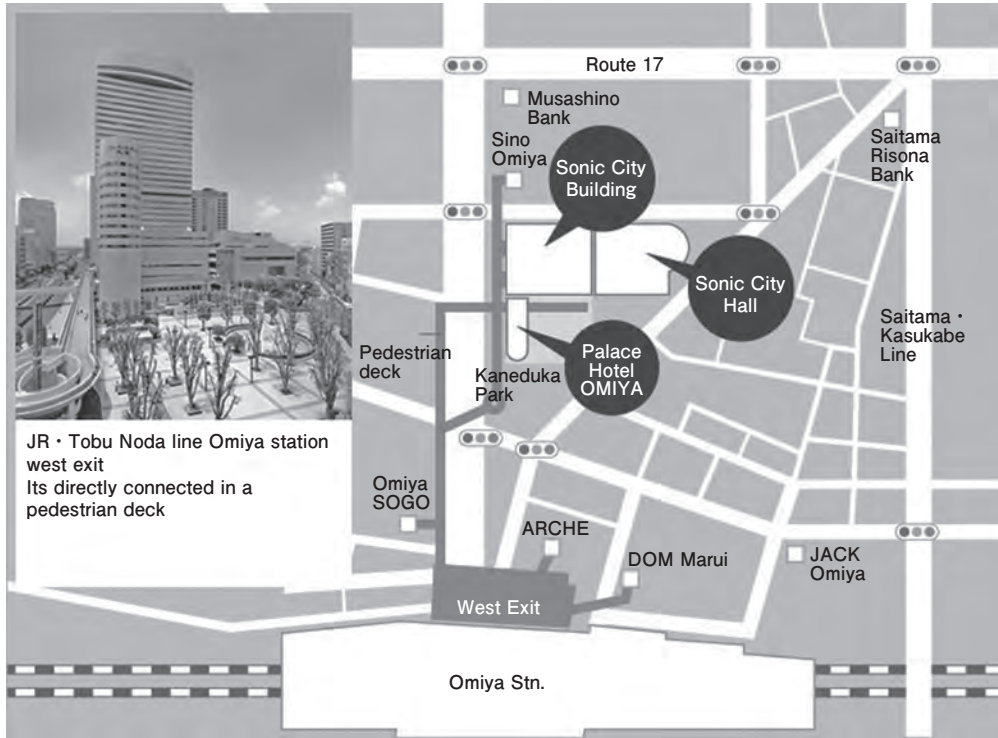 Route 17
Musashino
Bank
Sino
Omiya
Sonic City
Building
Saitama
Risona
Bank
Sonic City
Hall
Saitama・
Kasukabe
Line
Pedestrian
deck
Kaneduka
Park
Palace
Hotel
OMIYA
JR・Tobu Noda line Omiya station
west exit
Its directly connected in a
pedestrian deck
Omiya
SOGO
ARCHE
DOM Marui
JACK
Omiya
West Exit
Omiya Stn.